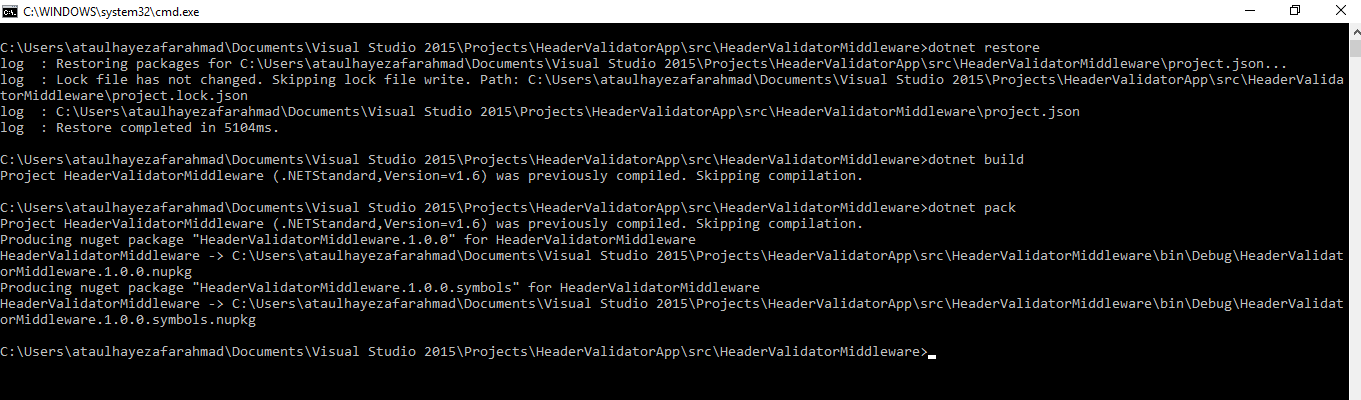 C:\WINDOWS\system32\cmd.exe
C:\Users\ataulhayezafarahmad\Documents\Visual Studio 2015\Projects\HeaderValidatorApp\src\HeaderValidatorMiddleware>dotnet restore
log  : Restoring packages for C:\Users\ataulhayezafarahmad\Documents\Visual Studio 2015\Projects\HeaderValidatorApp\src\HeaderValidatorMiddleware\project.json...
log  : Lock file has not changed. Skipping lock file write. Path: C:\Users\ataulhayezafarahmad\Documents\Visual Studio 2015\Projects\HeaderValidatorApp\src\HeaderValida
torMiddleware\project.lock.json
log  : C:\Users\ataulhayezafarahmad\Documents\Visual Studio 2015\Projects\HeaderValidatorApp\src\HeaderValidatorMiddleware\project.json
log  : Restore completed in 5104ms.
C:\Users\ataulhayezafarahmad\Documents\Visual Studio 2015\Projects\HeaderValidatorApp\src\HeaderValidatorMiddleware>dotnet build
Project HeaderValidatorMiddleware (.NETStandard,Version=v1.6) was previously compiled. Skipping compilation.
C:\Users\ataulhayezafarahmad\Documents\Visual Studio 2015\Projects\HeaderValidatorApp\src\HeaderValidatorMiddleware>dotnet pack
Project HeaderValidatorMiddleware (.NETStandard,Version=v1.6) was previously compiled. Skipping compilation.
Producing nuget package "HeaderValidatorMiddleware.1.0.0" for HeaderValidatorMiddleware
HeaderValidatorMiddleware -> C:\Users\ataulhayezafarahmad\Documents\Visual Studio 2015\Projects\HeaderValidatorApp\src\HeaderValidatorMiddleware\bin\Debug\HeaderValidat
orMiddleware.1.0.0.nupkg
Producing nuget package "HeaderValidatorMiddleware.1.0.0.symbols" for HeaderValidatorMiddleware
HeaderValidatorMiddleware -> C:\Users\ataulhayezafarahmad\Documents\Visual Studio 2015\Projects\HeaderValidatorApp\src\HeaderValidatorMiddleware\bin\Debug\HeaderValidat
orMiddleware.1.0.0.symbols.nupkg
C:\Users\ataulhayezafarahmad\Documents\Visual Studio 2015\Projects\HeaderValidatorApp\src\HeaderValidatorMiddleware>